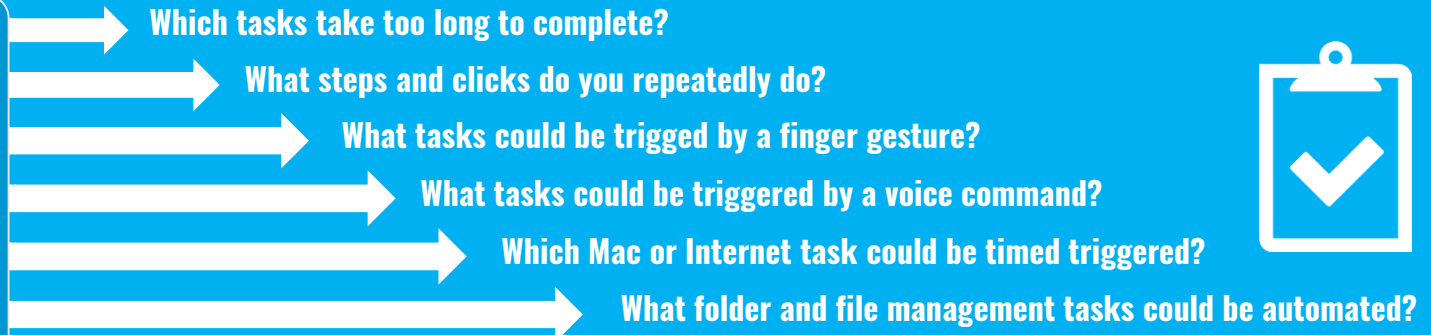 Which tasks take too long to complete?
What steps and clicks do you repeatedly do?
What tasks could be trigged by a finger gesture?
What tasks could be triggered by a voice command?
Which Mac or Internet task could be timed triggered?
What folder and file management tasks could be automated?